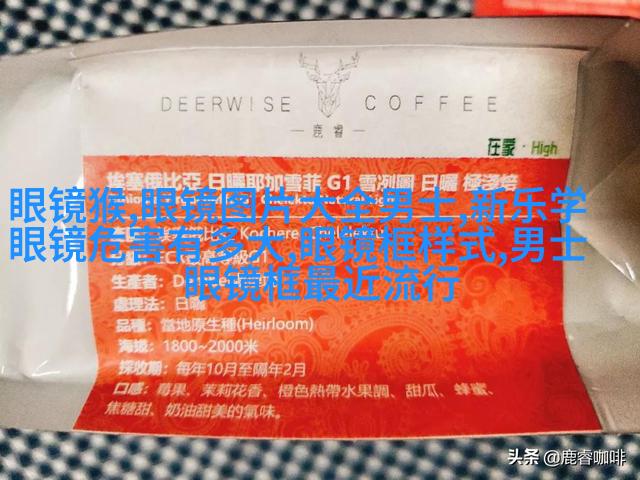 DEERWISE COFFEE
鹿睿
在蒙·High
埃塞俄比亞 日曬耶加雪菲 G1 雪冽圖 日曬 極淺焙
眼镜猴,眼镜图片大全男士,新乐学
眼镜危害有多大,眼镜框样式,男士
眼镜框最近流行
生產者:
處理法:日曬
品種:當地原生種(Heirloom)
海拔:1800~2000米
採收期:每年10月至隔年2月
口感:莓果、茉莉花香、橙色熱帶水果調、甜瓜、蜂蜜、
焦糖甜、奶油甜美的氣味。
头条 @鹿睿咖啡